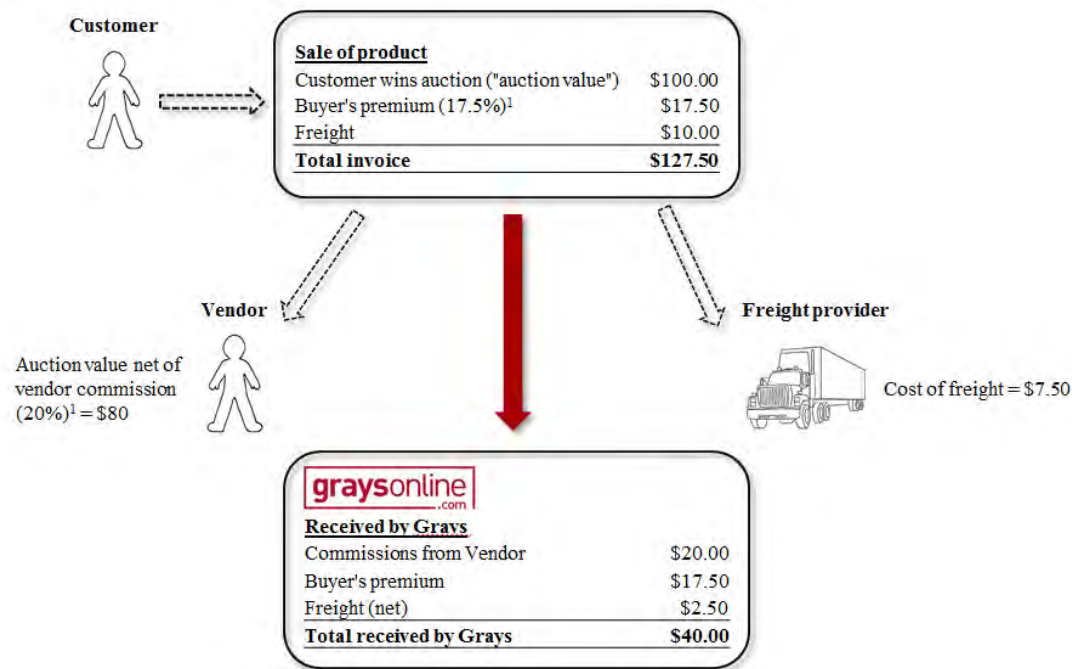 Customer
Sale of product
Customer wins auction ("auction value") $100.00
Buyer's premium (17.5%)¹ $17.50
Freight $10.00
Total invoice $127.50
Vendor
Auction value net of
vendor commission
(20%)¹ = $80
Freight provider
Cost of freight = $7.50
graysonline
.com
Received by Grays
Commissions from Vendor $20.00
Buyer's premium $17.50
Freight (net) $2.50
Total received by Grays $40.00